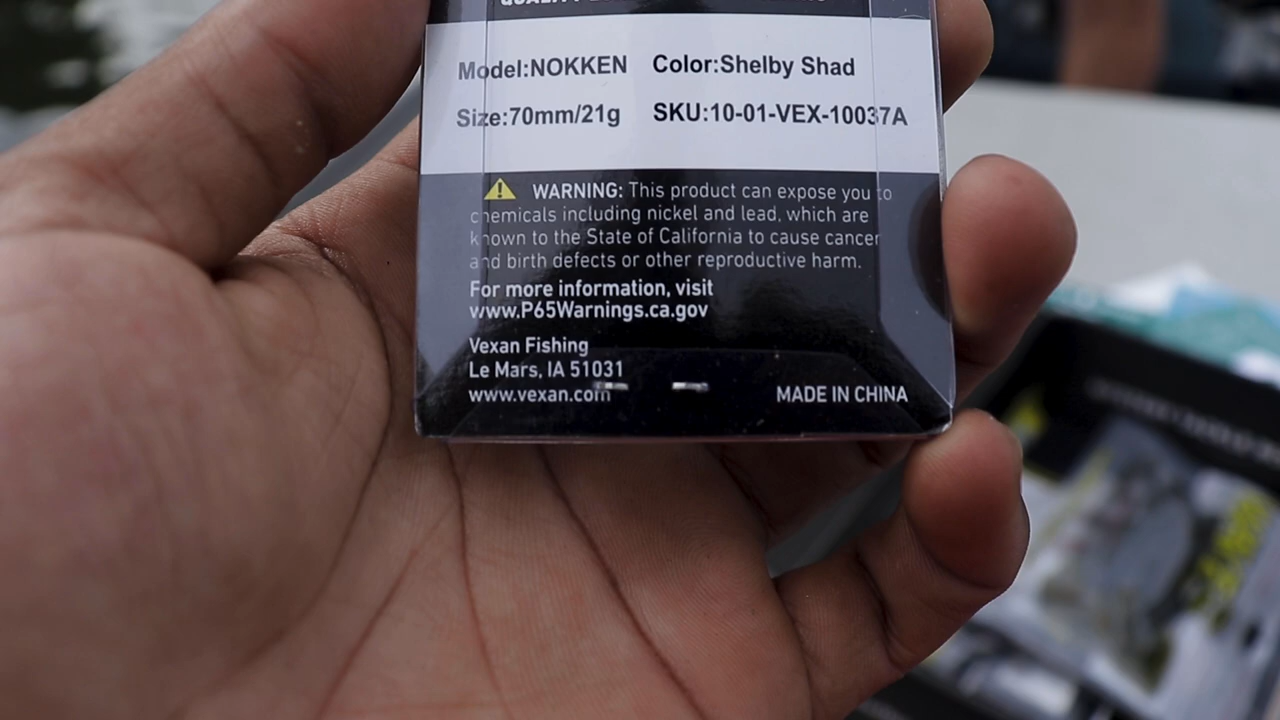 Model:NOKKEN Color:Shelby Shad
Size:70mm/21g SKU:10-01-VEX-10037A
WARNING: This product can expose you to
chemicals including nickel and lead, which are
known to the State of California to cause cancer
and birth defects or other reproductive harm.
For more information, visit
www.P65Warnings.ca.gov
Vexan Fishing
Le Mars, IA 51031
www.vexan.com
MADE IN CHINA